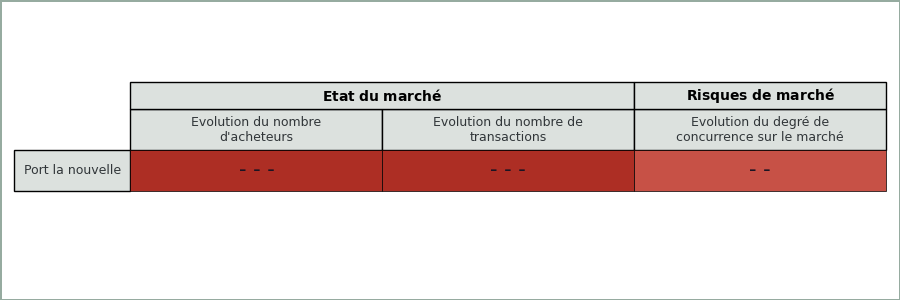 Etat du marché
Risques de marché
Evolution du nombre
d'acheteurs
Evolution du nombre de
transactions
Evolution du degré de
concurrence sur le marché
Port la nouvelle
- - -
- - -
- -